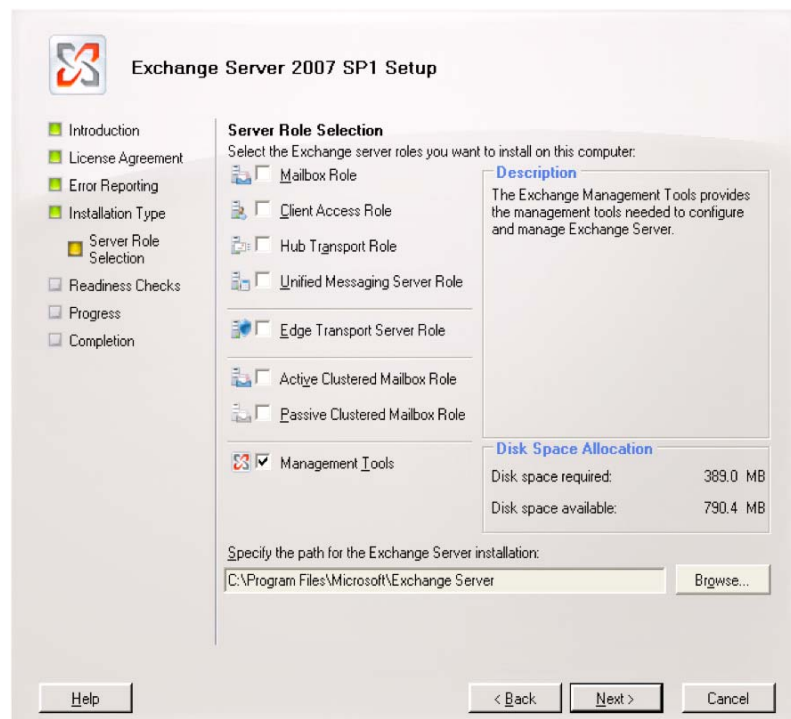 Exchange Server 2007 SP1 Setup
Introduction
License Agreement
Error Reporting
Installation Type
Server Role
Selection
Readiness Checks
Progress
Completion
Server Role Selection
Select the Exchange server roles you want to install on this computer:
Mailbox Role
Client Access Role
Hub Transport Role
Unified Messaging Server Role
Edge Transport Server Role
Active Clustered Mailbox Role
Passive Clustered Mailbox Role
Management Tools
Description
The Exchange Management Tools provides
the management tools needed to configure
and manage Exchange Server.
Disk Space Allocation
Disk space required: 389.0 MB
Disk space available: 790.4 MB
Specify the path for the Exchange Server installation:
C:\Program Files\Microsoft\Exchange Server
Browse...
Help
< Back
Next >
Cancel